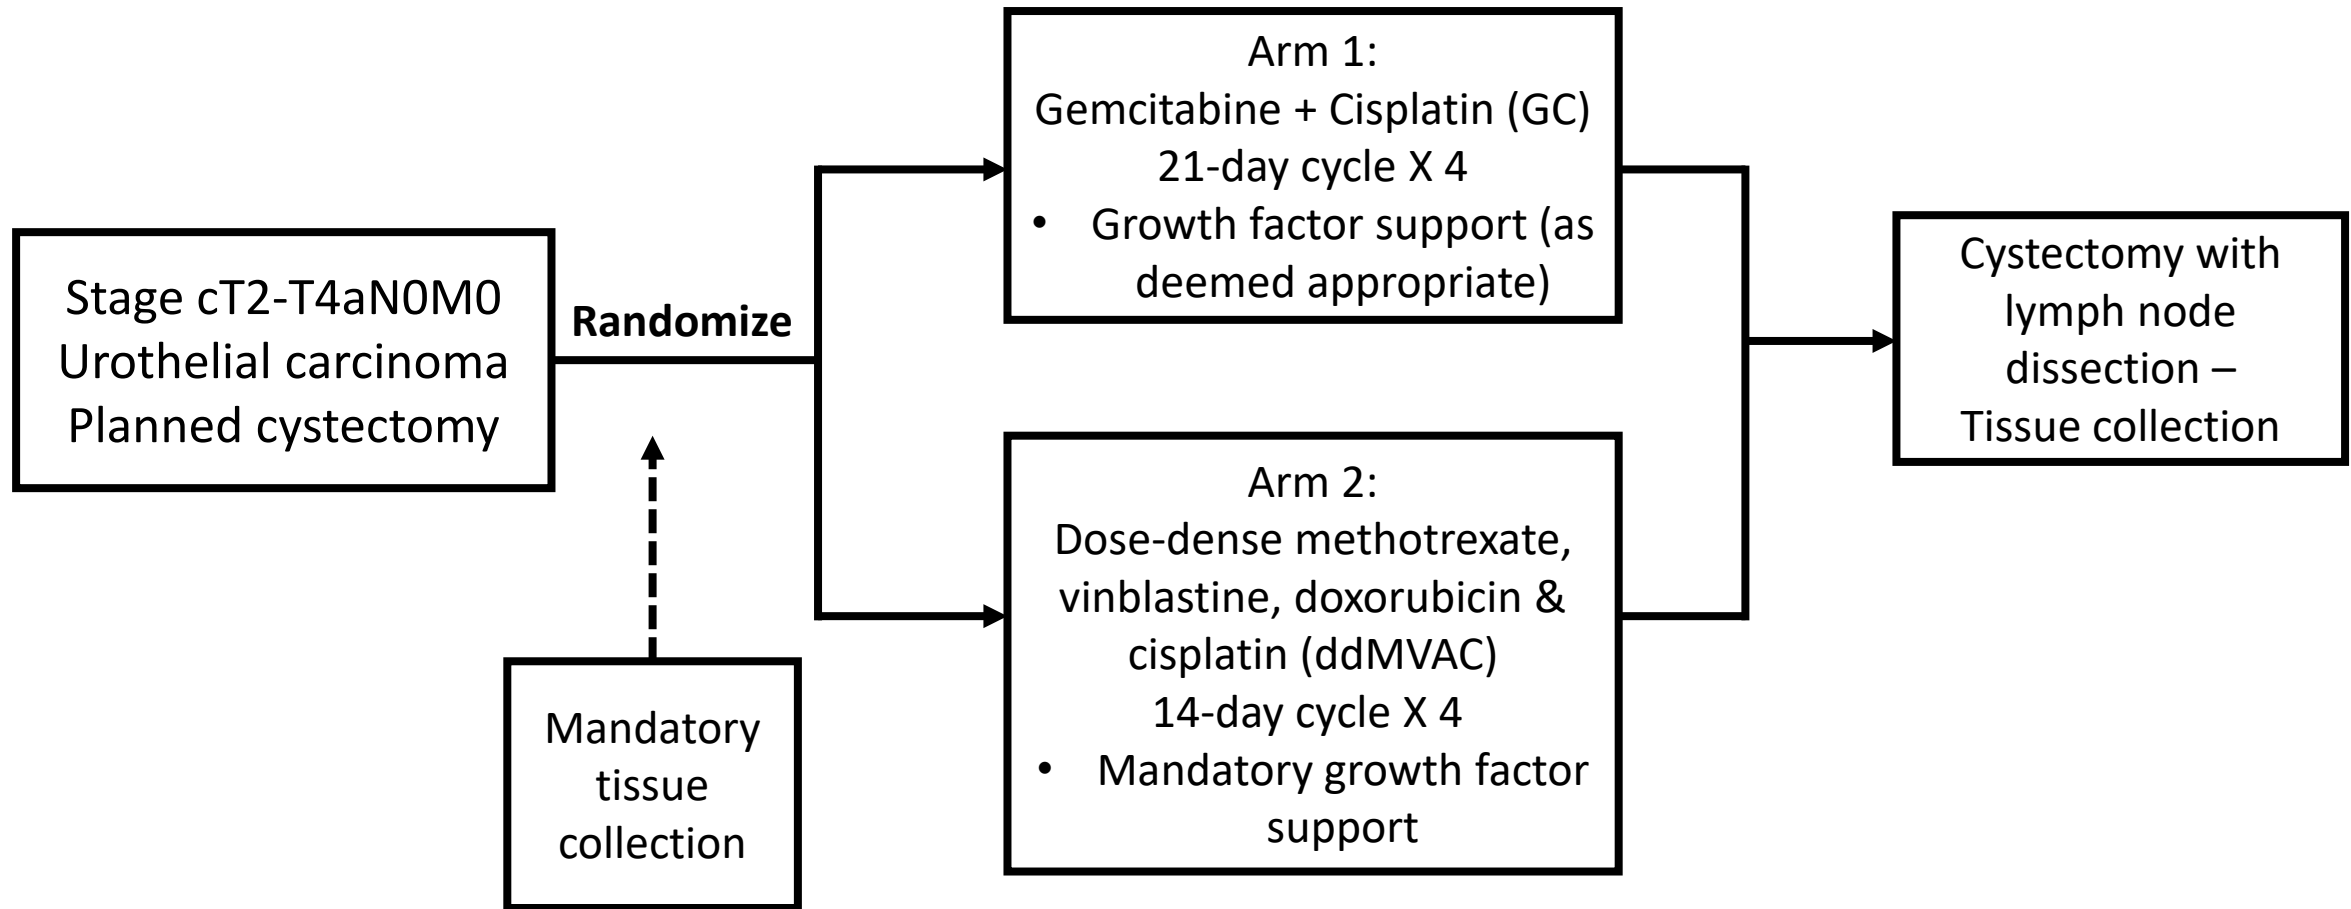 Stage cT2-T4aN0M0
Urothelial carcinoma
Planned cystectomy
Randomize
Mandatory
tissue
collection
Arm 1:
Gemcitabine + Cisplatin (GC)
21-day cycle X 4
• Growth factor support (as
deemed appropriate)
Arm 2:
Dose-dense methotrexate,
vinblastine, doxorubicin &
cisplatin (ddMVAC)
14-day cycle X 4
• Mandatory growth factor
support
Cystectomy with
lymph node
dissection –
Tissue collection